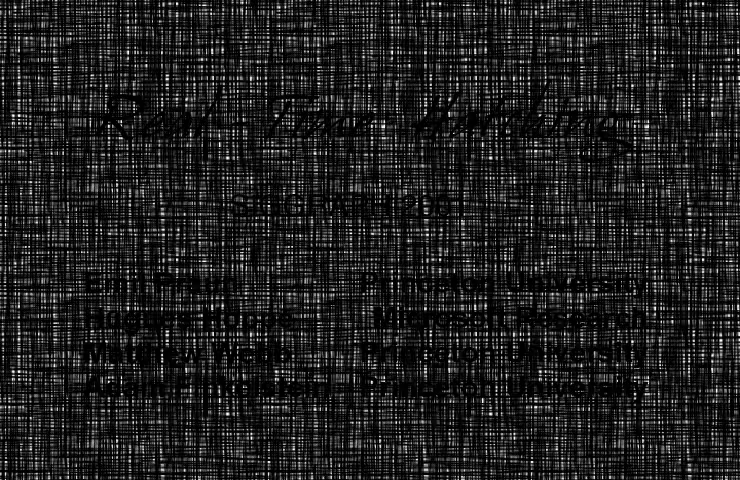 Real-Time Hatching
SIGGRAPH 2001
Emil Praun Princeton University
Hugues Hoppe Microsoft Research
Matthew Webb Princeton University
Adam Finkelstein Princeton University